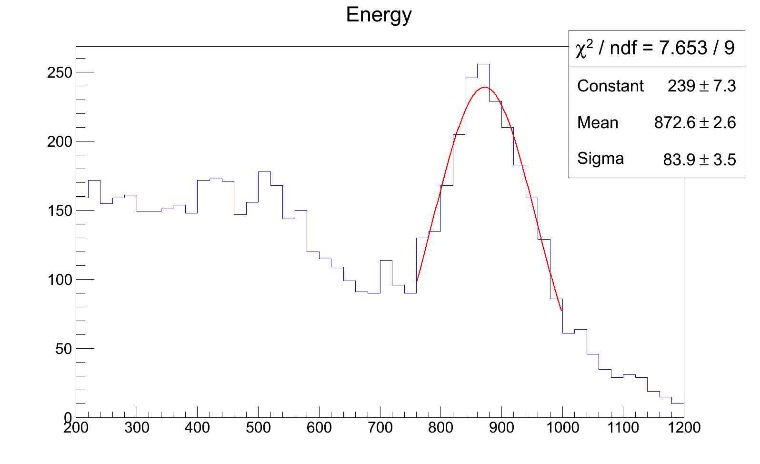 Energy
χ² / ndf = 7.653 / 9
Constant 239 ± 7.3
Mean 872.6 ± 2.6
Sigma 83.9 ± 3.5
250
200
150
100
50
0
200 300 400 500 600 700 800 900 1000 1100 1200